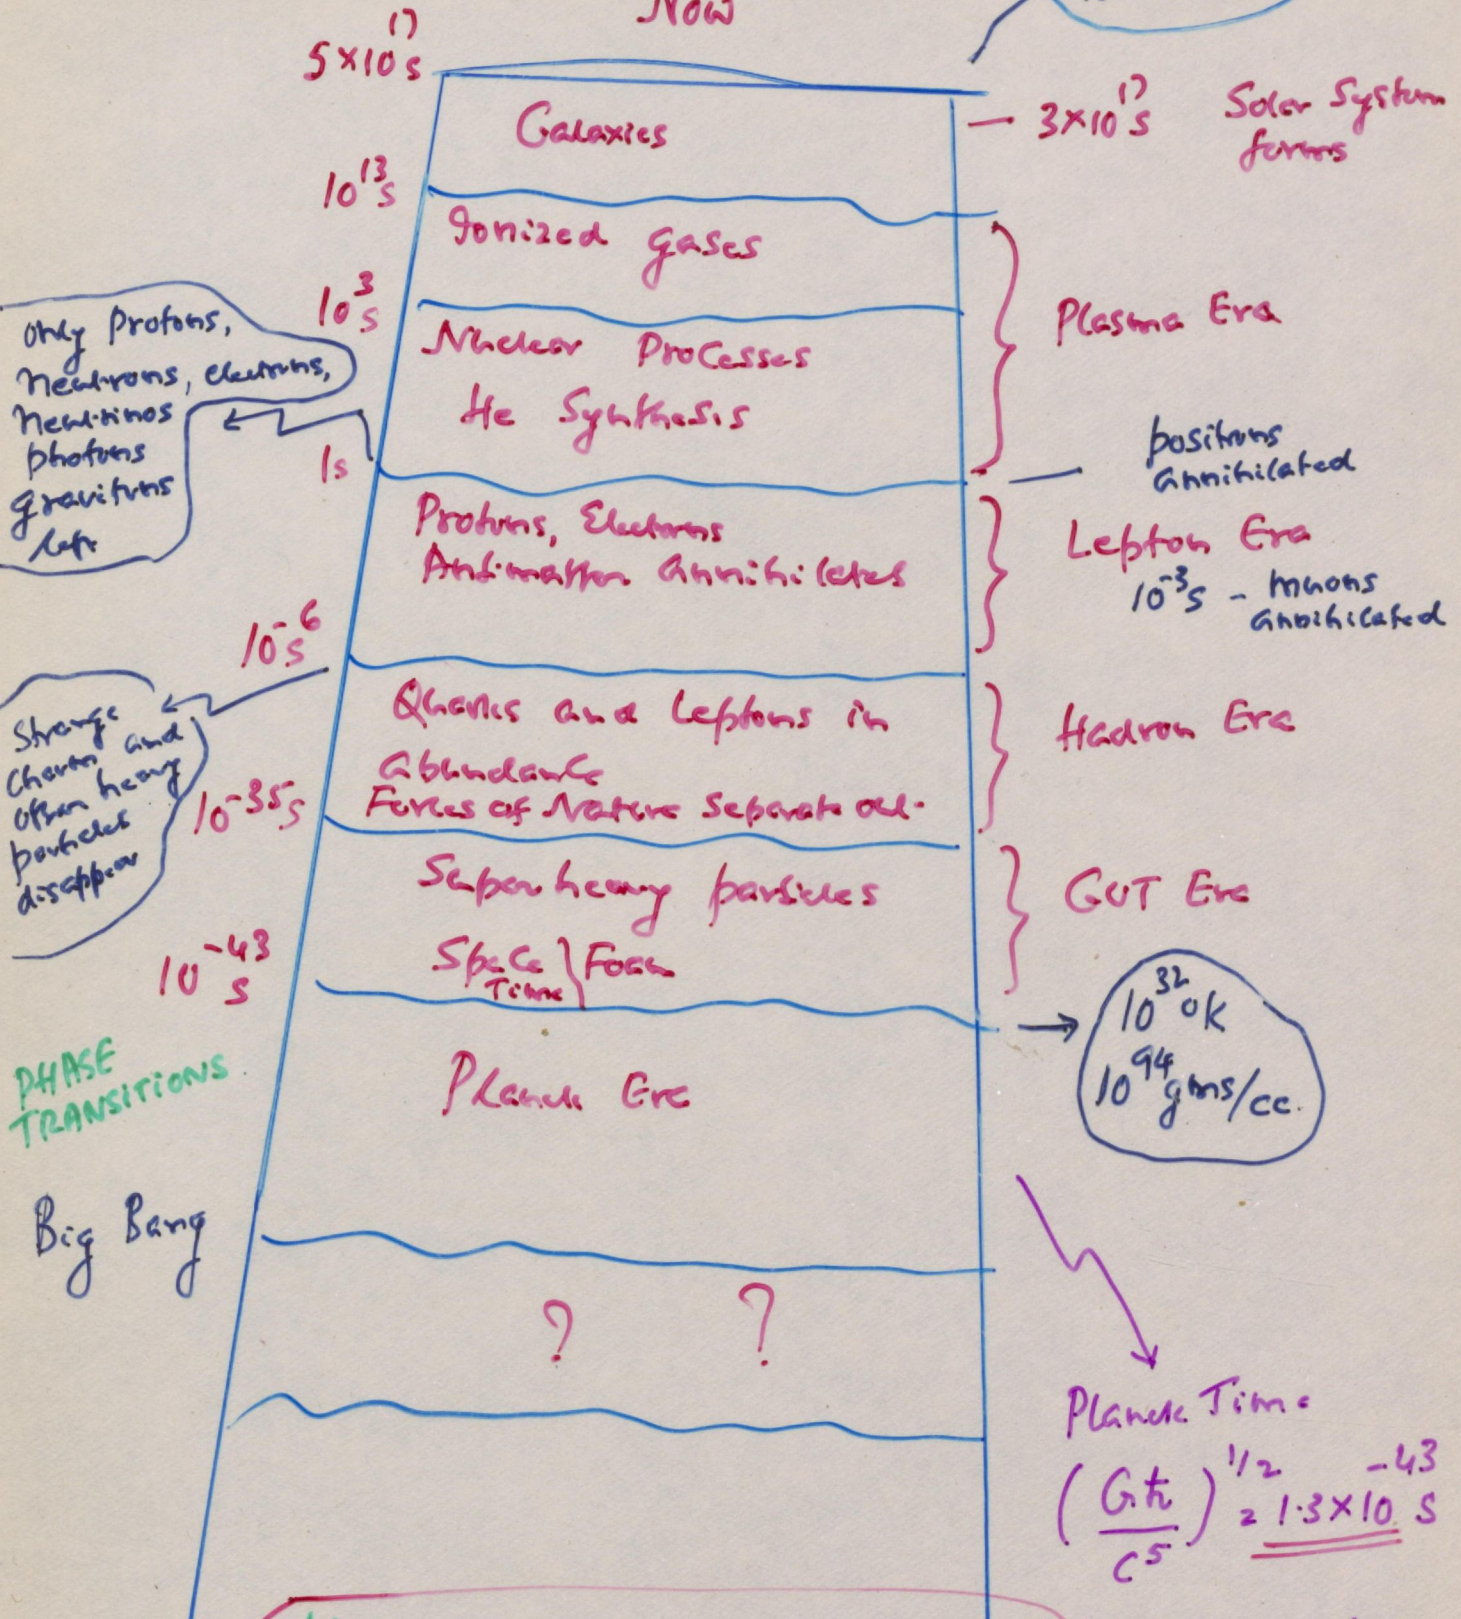 Now
5×10¹⁷s
Galaxies
3×10¹⁷s Solar System
forms
10¹³s
Ionized gases
10³s
Plasma Era
Nuclear Processes
He Synthesis
only Protons,
Neutrons, electrons,
Neutrinos
photons
gravitons
left.
1s
positrons
annihilated
Protons, Electrons
Antimatter annihilates
Lepton Era
10⁻³s - muons
annihilated
10⁻⁶s
Quarks and Leptons in
abundance
Forces of Nature Separate out.
Hadron Era
Strange
charm and
other heavy
particles
disappear
10⁻³⁵s
Super heavy particles
GUT Era
Space
Time } Foam
10⁻⁴³s
10³² °K
10⁹⁴ gms/cc.
Planck Era
PHASE
TRANSITIONS
Big Bang
? ?
Planck Time
(Għ/c⁵)^1/2 = 1.3×10⁻⁴³ s